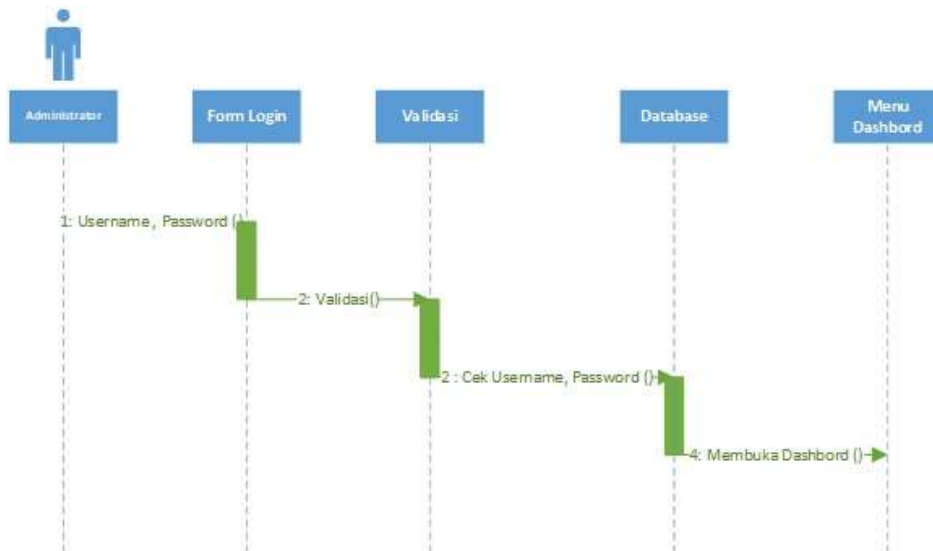 Administrator
Form Login
Validasi
Database
Menu
Dashbord
1: Username , Password ()
2: Validasi()
2 : Cek Username, Password ()
4: Membuka Dashbord ()